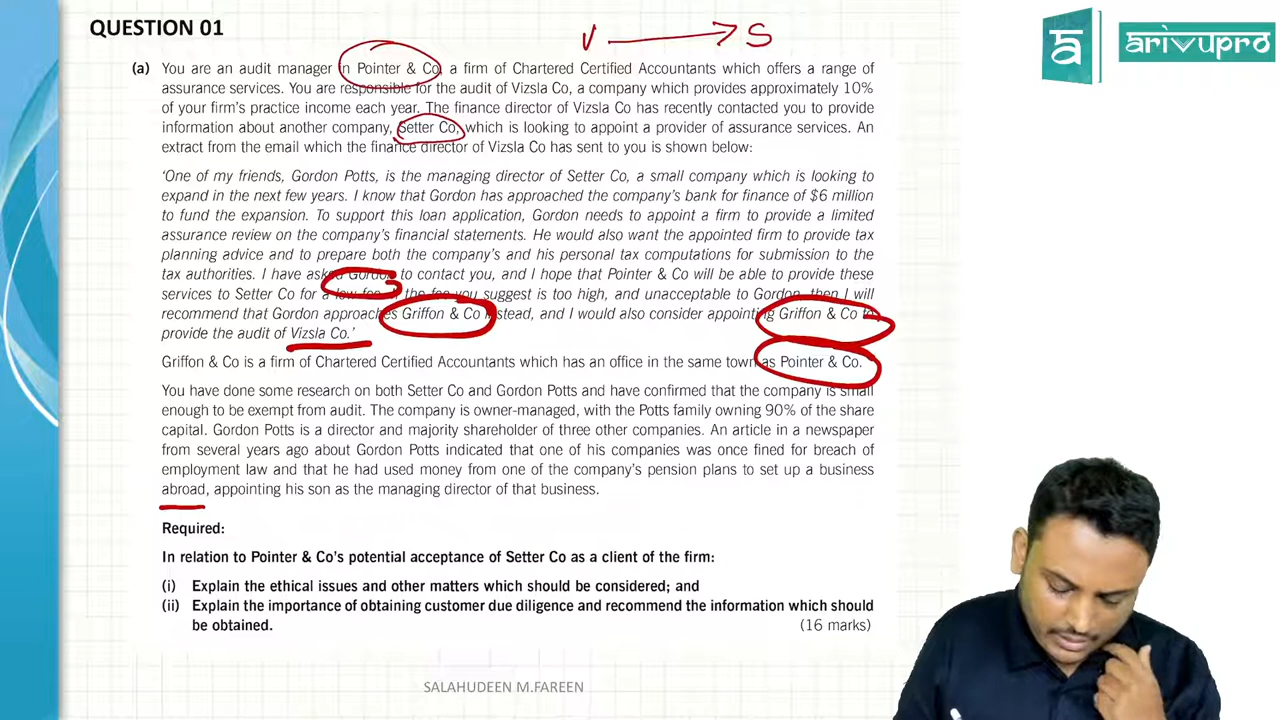 QUESTION 01
V S
arivupro
(a) You are an audit manager in Pointer & Co, a firm of Chartered Certified Accountants which offers a range of
assurance services. You are responsible for the audit of Vizsla Co, a company which provides approximately 10%
of your firm's practice income each year. The finance director of Vizsla Co has recently contacted you to provide
information about another company, Setter Co, which is looking to appoint a provider of assurance services. An
extract from the email which the finance director of Vizsla Co has sent to you is shown below:
'One of my friends, Gordon Potts, is the managing director of Setter Co, a small company which is looking to
expand in the next few years. I know that Gordon has approached the company's bank for finance of $6 million
to fund the expansion. To support this loan application, Gordon needs to appoint a firm to provide a limited
assurance review on the company's financial statements. He would also want the appointed firm to provide tax
planning advice and to prepare both the company's and his personal tax computations for submission to the
tax authorities. I have asked Gordon to contact you, and I hope that Pointer & Co will be able to provide these
services to Setter Co for a low fee. If the fee you suggest is too high, and unacceptable to Gordon, then I will
recommend that Gordon approaches Griffon & Co instead, and I would also consider appointing Griffon & Co to
provide the audit of Vizsla Co.'
Griffon & Co is a firm of Chartered Certified Accountants which has an office in the same town as Pointer & Co.
You have done some research on both Setter Co and Gordon Potts and have confirmed that the company is small
enough to be exempt from audit. The company is owner-managed, with the Potts family owning 90% of the share
capital. Gordon Potts is a director and majority shareholder of three other companies. An article in a newspaper
from several years ago about Gordon Potts indicated that one of his companies was once fined for breach of
employment law and that he had used money from one of the company's pension plans to set up a business
abroad, appointing his son as the managing director of that business.
Required:
In relation to Pointer & Co's potential acceptance of Setter Co as a client of the firm:
(i) Explain the ethical issues and other matters which should be considered; and
(ii) Explain the importance of obtaining customer due diligence and recommend the information which should
be obtained. (16 marks)
SALAHUDEEN M.FAREEN